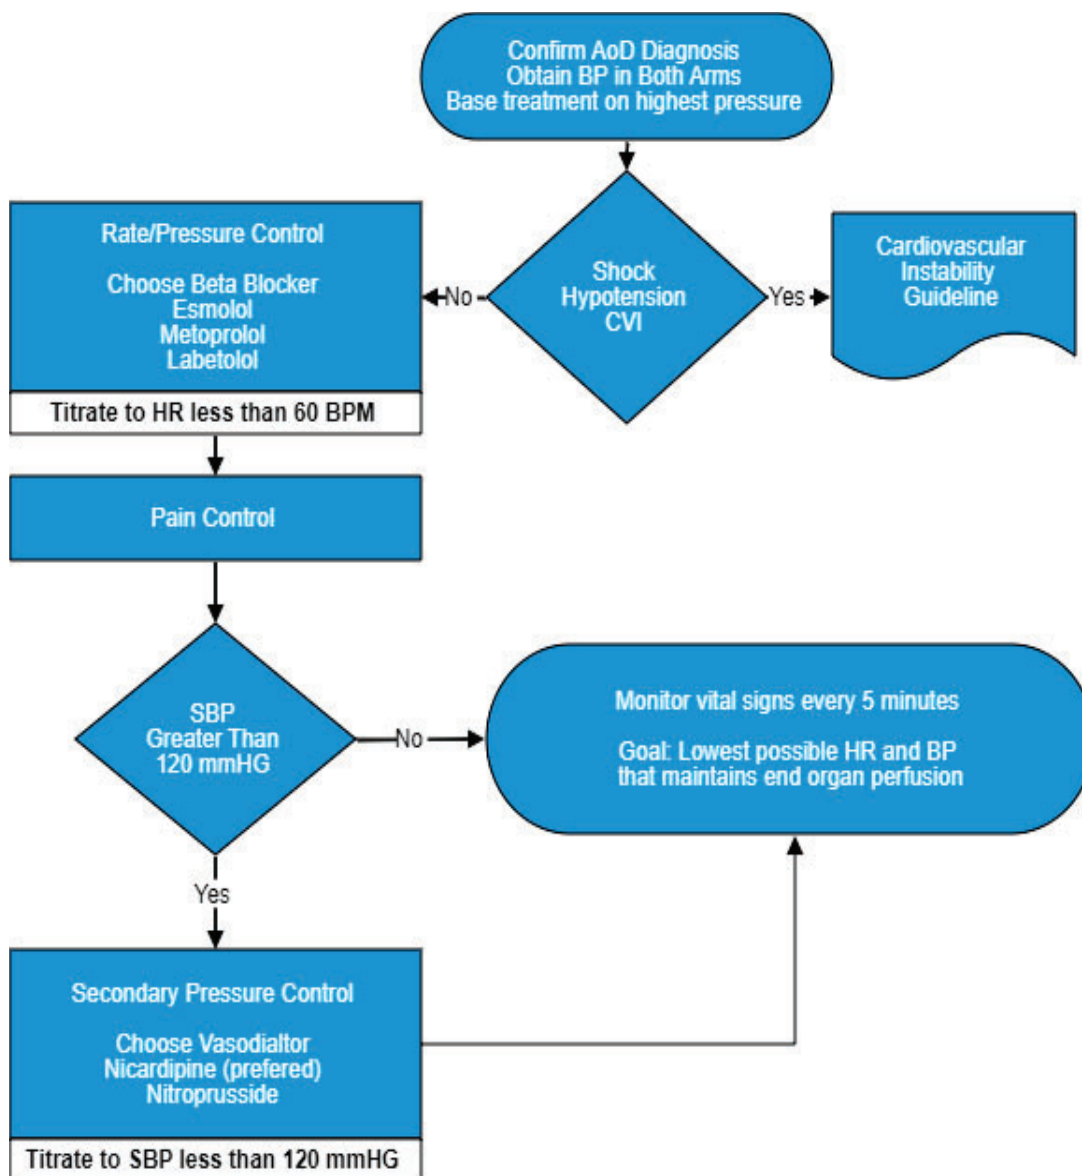 Confirm AoD Diagnosis
Obtain BP in Both Arms
Base treatment on highest pressure
Shock
Hypotension
CVI
No
Yes
Cardiovascular
Instability
Guideline
Rate/Pressure Control
Choose Beta Blocker
Esmolol
Metoprolol
Labetolol
Titrate to HR less than 60 BPM
Pain Control
SBP
Greater Than
120 mmHG
No
Monitor vital signs every 5 minutes
Goal: Lowest possible HR and BP
that maintains end organ perfusion
Yes
Secondary Pressure Control
Choose Vasodialtor
Nicardipine (prefered)
Nitroprusside
Titrate to SBP less than 120 mmHG